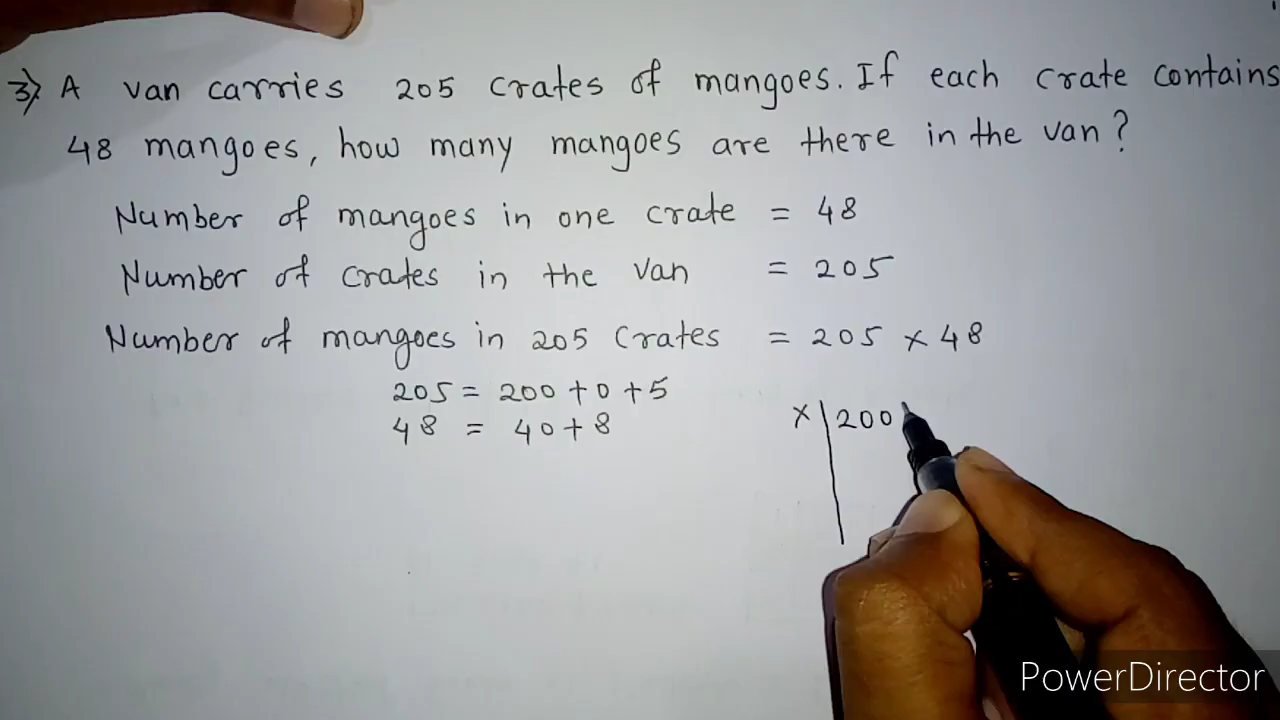 3) A van carries 205 crates of mangoes. If each crate contains
48 mangoes, how many mangoes are there in the van?
Number of mangoes in one crate = 48
Number of crates in the van = 205
Number of mangoes in 205 crates = 205 × 48
205 = 200 + 0 + 5
48 = 40 + 8
× | 200
PowerDirector